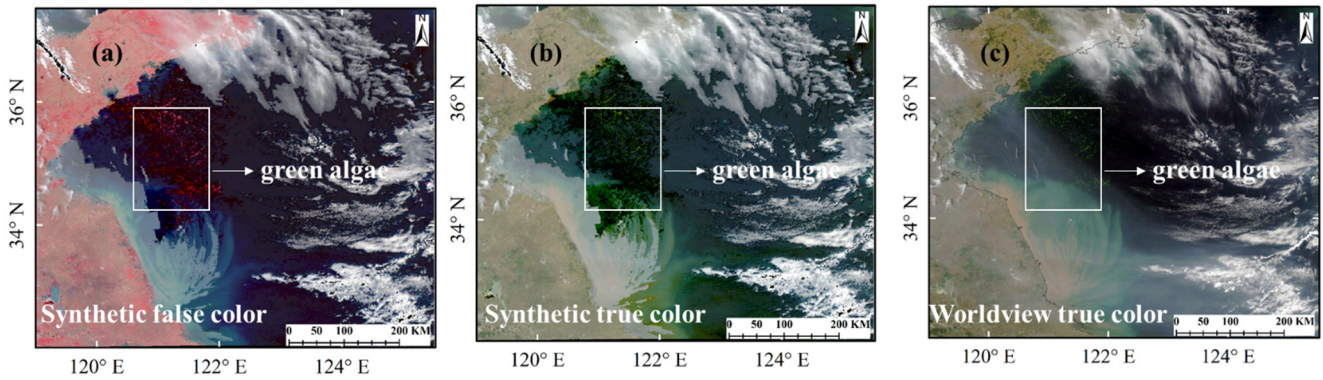 (a)
N
36° N
34° N
green algae
Synthetic false color
0 50 100 200 KM
120° E 122° E 124° E
(b)
N
36° N
34° N
green algae
Synthetic true color
0 50 100 200 KM
120° E 122° E 124° E
(c)
N
36° N
34° N
green algae
Worldview true color
0 50 100 200 KM
120° E 122° E 124° E